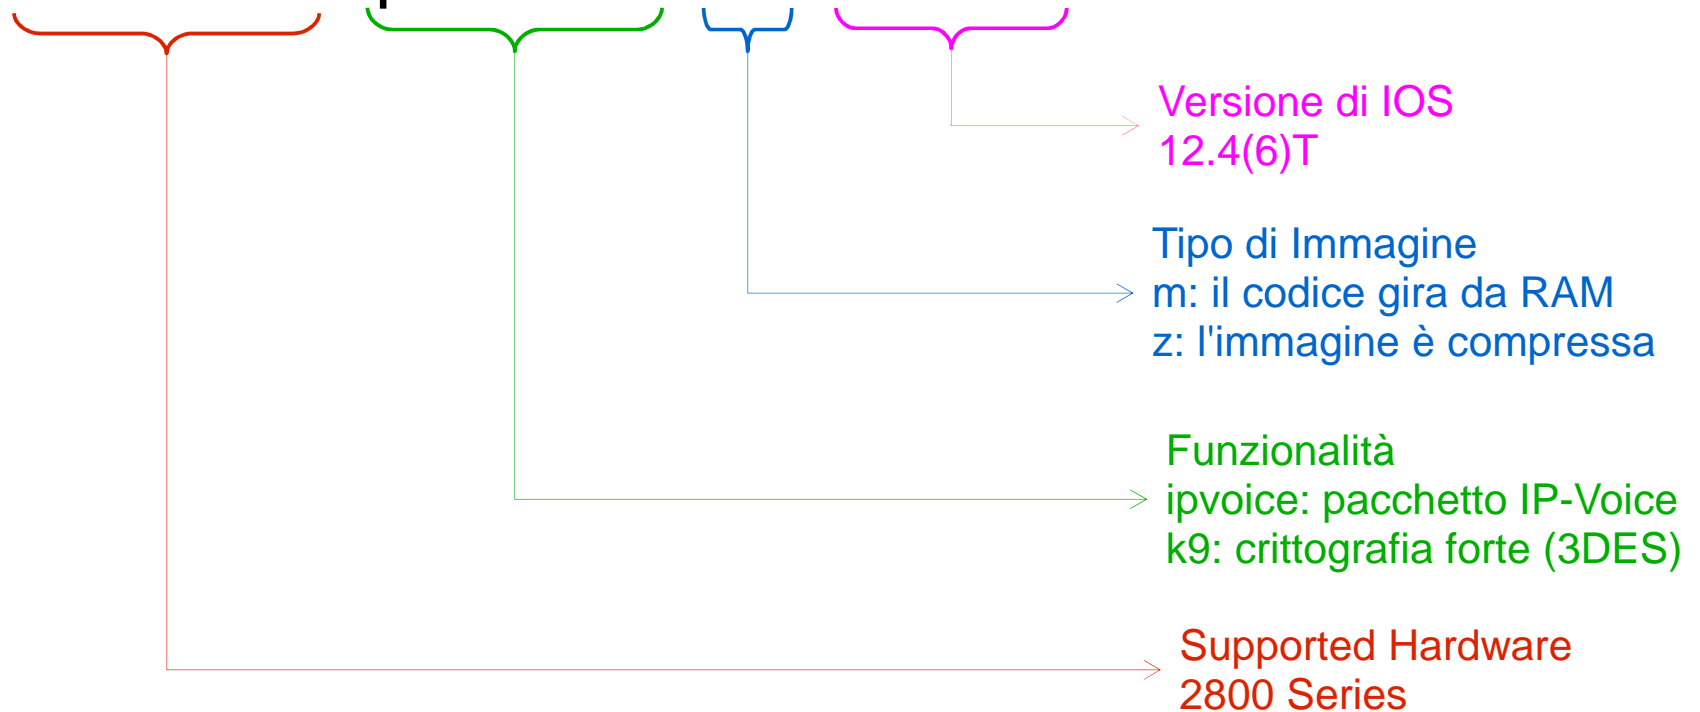 Versione di IOS
12.4(6)T
Tipo di Immagine
m: il codice gira da RAM
z: l'immagine è compressa
Funzionalità
ipvoice: pacchetto IP-Voice
k9: crittografia forte (3DES)
Supported Hardware
2800 Series